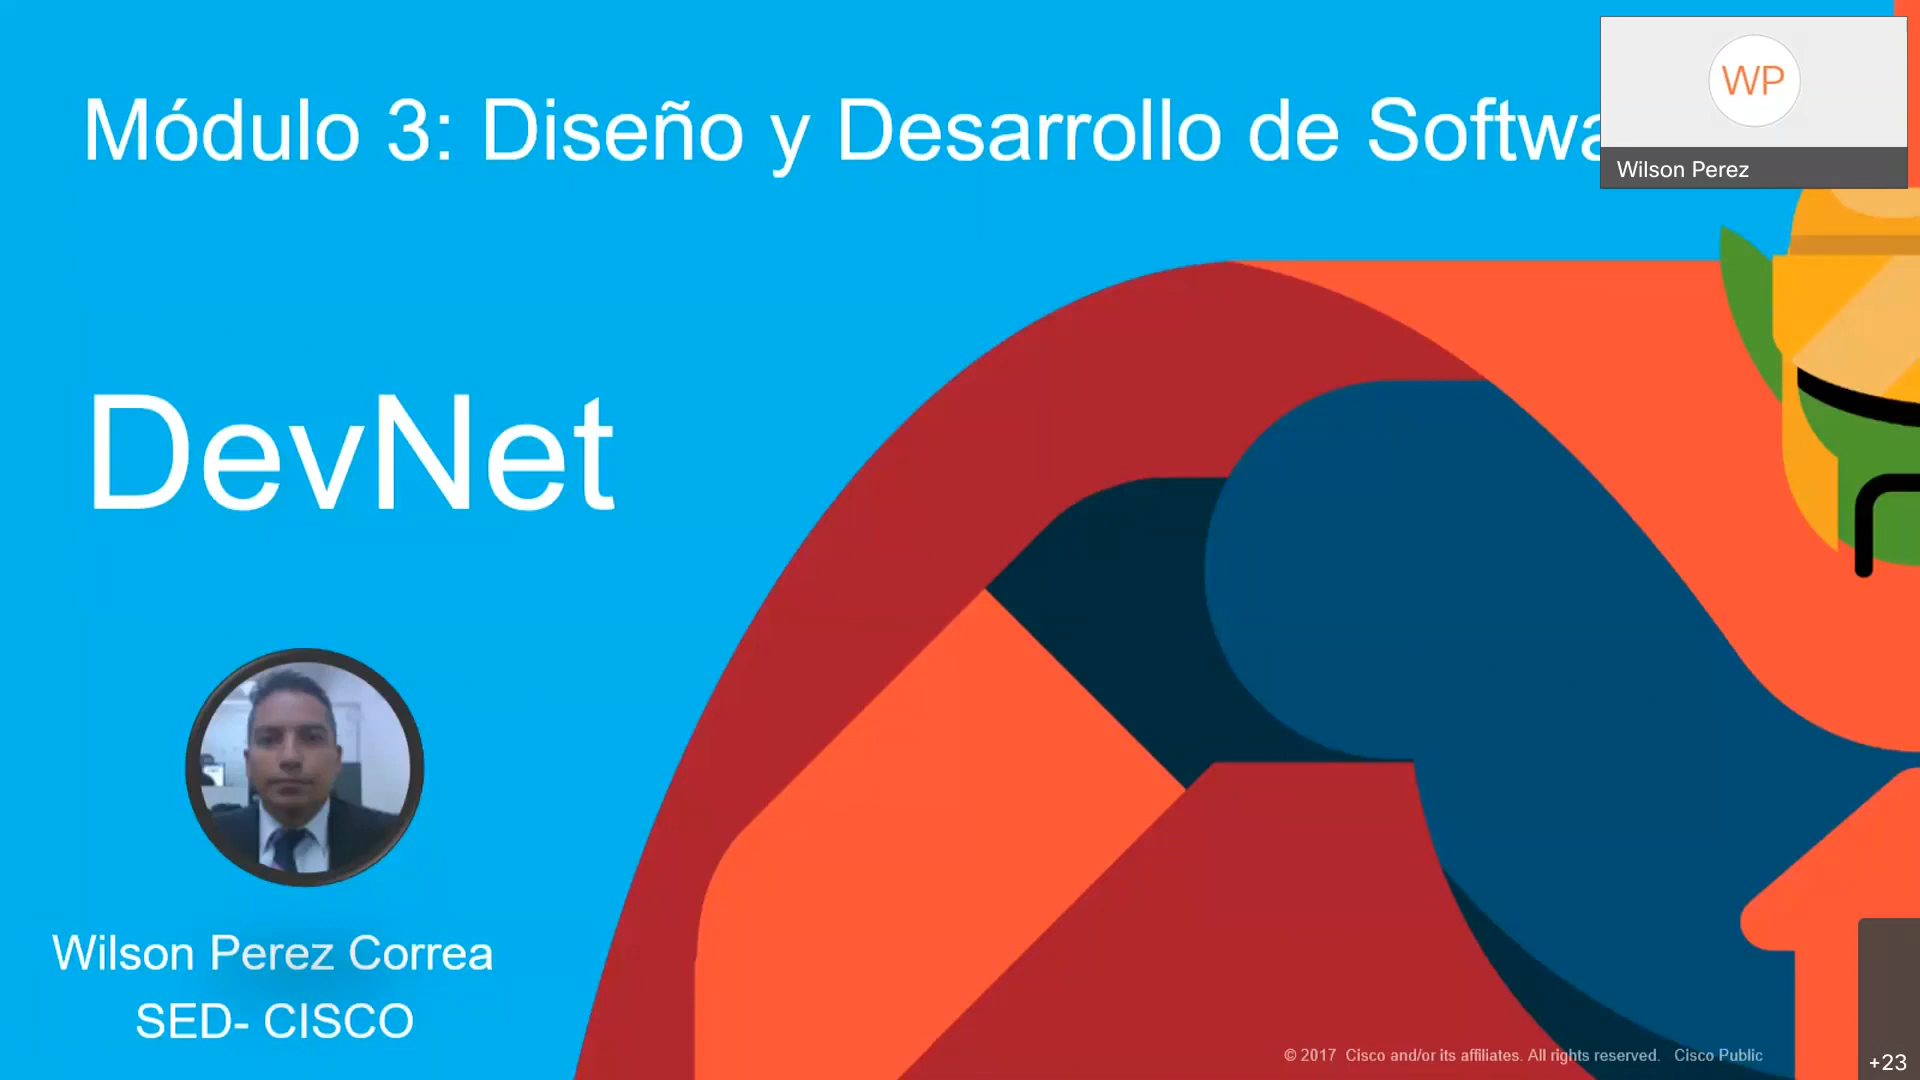 Módulo 3: Diseño y Desarrollo de Softwa
WP
Wilson Perez
DevNet
Wilson Perez Correa
SED- CISCO
© 2017 Cisco and/or its affiliates. All rights reserved. Cisco Public
+23